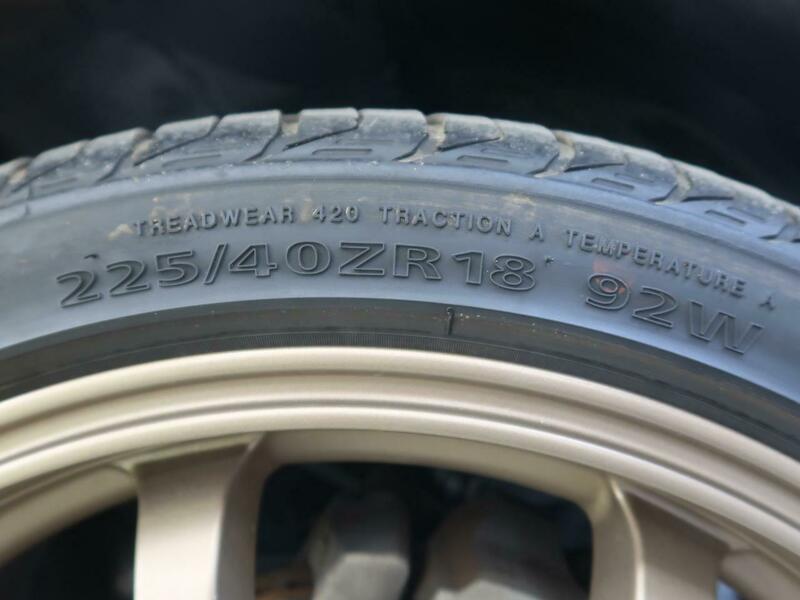 TREADWEAR 420 TRACTION A TEMPERATURE A
225/40ZR18 92W